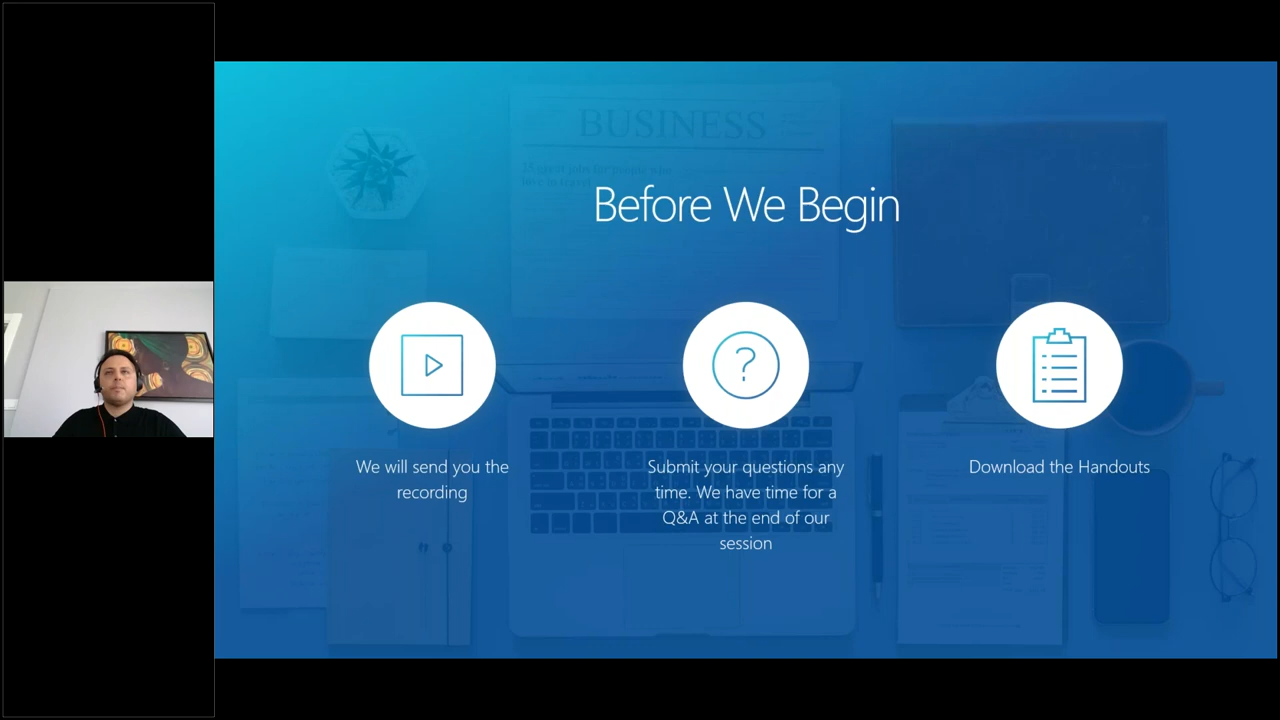 BUSINESS
Before We Begin
We will send you the
recording
Submit your questions any
time. We have time for a
Q&A at the end of our
session
Download the Handouts